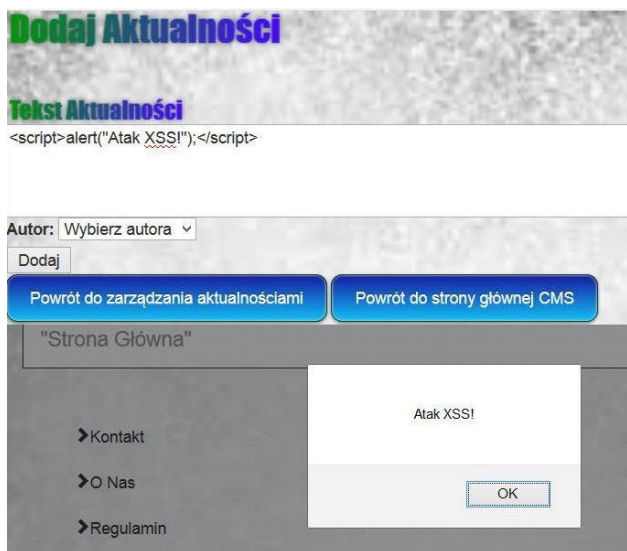 Dodaj Aktualności
Tekst Aktualności
<script>alert("Atak XSS!");</script>
Autor: Wybierz autora
Dodaj
Powrót do zarządzania aktualnościami Powrót do strony głównej CMS
"Strona Główna"
Atak XSS!
Kontakt
O Nas
OK
Regulamin